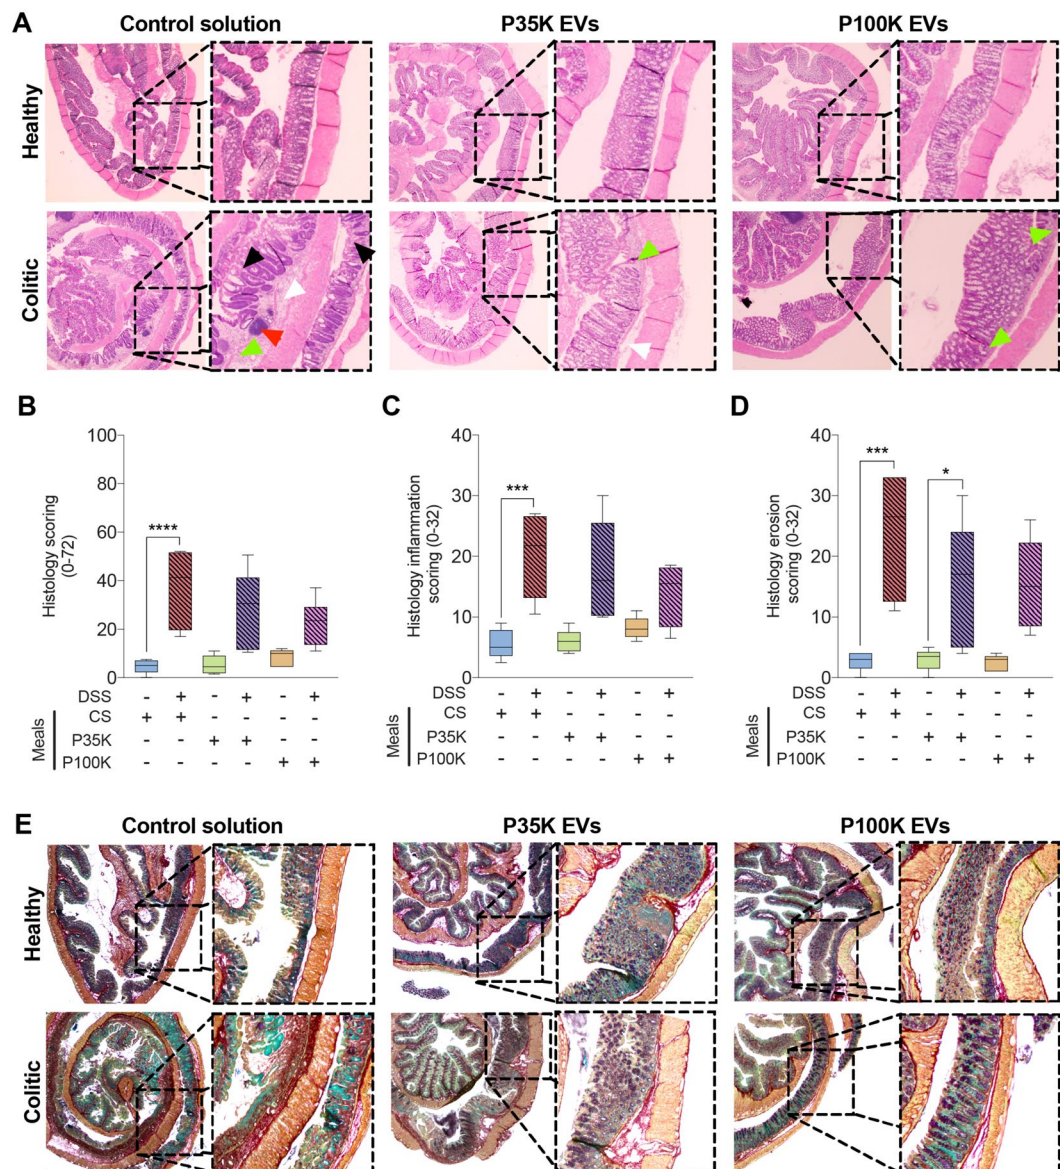 A
Control solution
P35K EVs
P100K EVs
Healthy
Colitic
B
Histology scoring
(0-72)
100
80
60
40
20
0
****
DSS - + - + - +
CS + + - - - -
P35K - - + + - -
P100K - - - - + +
Meals
C
Histology inflammation
scoring (0-32)
40
30
20
10
0
***
DSS - + - + - +
CS + + - - - -
P35K - - + + - -
P100K - - - - + +
Meals
D
Histology erosion
scoring (0-32)
40
30
20
10
0
***
*
DSS - + - + - +
CS + + - - - -
P35K - - + + - -
P100K - - - - + +
Meals
E
Control solution
P35K EVs
P100K EVs
Healthy
Colitic